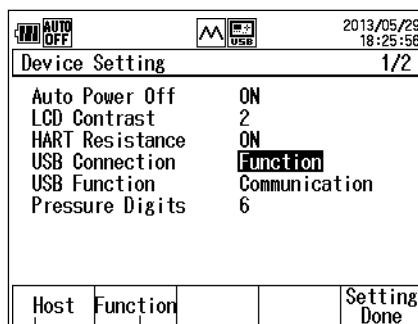 AUTO OFF USB 2013/05/29
18:25:56
Device Setting 1/2
Auto Power Off ON
LCD Contrast 2
HART Resistance ON
USB Connection Function
USB Function Communication
Pressure Digits 6
Host Function Setting Done